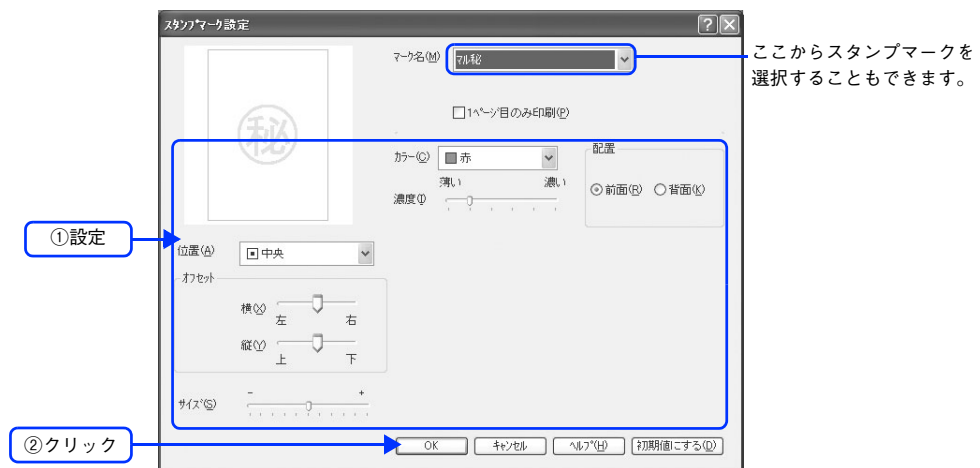 スタンプマーク設定
マーク名(M) マル秘
ここからスタンプマークを
選択することもできます。
1ページ目のみ印刷(P)
秘
カラー(C) 赤
配置
薄い 濃い
濃度(I)
前面(R) 背面(K)
①設定
位置(A) 中央
オフセット
横(X)
左 右
縦(Y)
上 下
サイズ(S) - +
②クリック
OK キャンセル ヘルプ(H) 初期値にする(D)